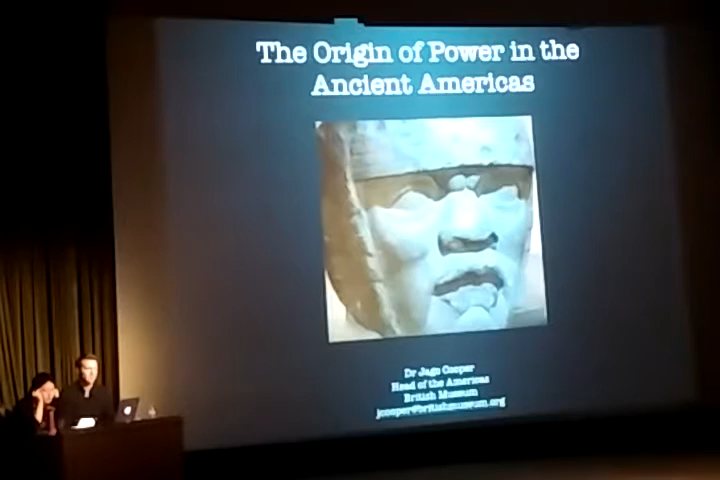 The Origin of Power in the
Ancient Americas
Dr Jago Cooper
Head of the Americas
British Museum
jcooper@britishmuseum.org